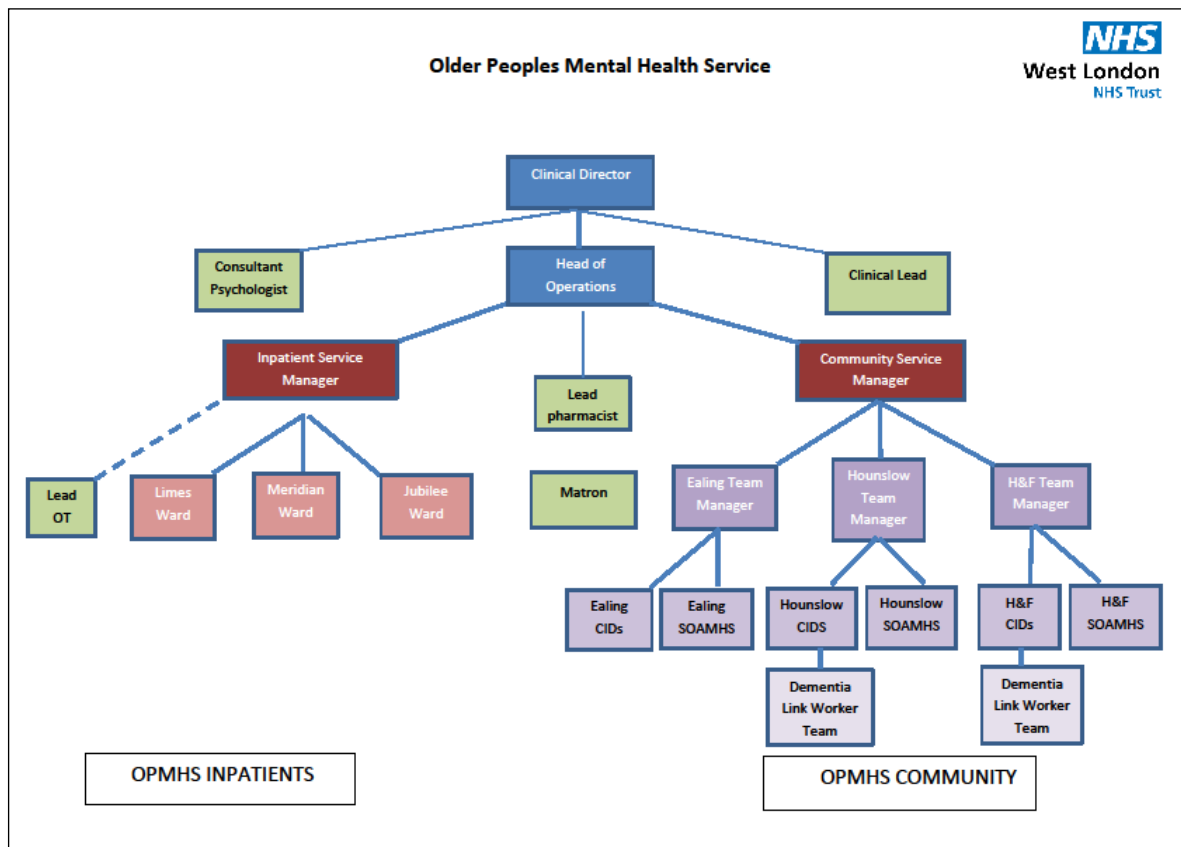 NHS
Older Peoples Mental Health Service
West London
NHS Trust
Clinical Director
Consultant
Psychologist
Head of
Operations
Clinical Lead
Inpatient Service
Manager
Community Service
Manager
Lead
pharmacist
Lead
OT
Limes
Ward
Meridian
Ward
Jubilee
Ward
Matron
Ealing Team
Manager
Hounslow
Team
Manager
H&F Team
Manager
Ealing
CIDs
Ealing
SOAMHS
Hounslow
CIDS
Hounslow
SOAMHS
H&F
CIDs
H&F
SOAMHS
Dementia
Link Worker
Team
Dementia
Link Worker
Team
OPMHS INPATIENTS
OPMHS COMMUNITY